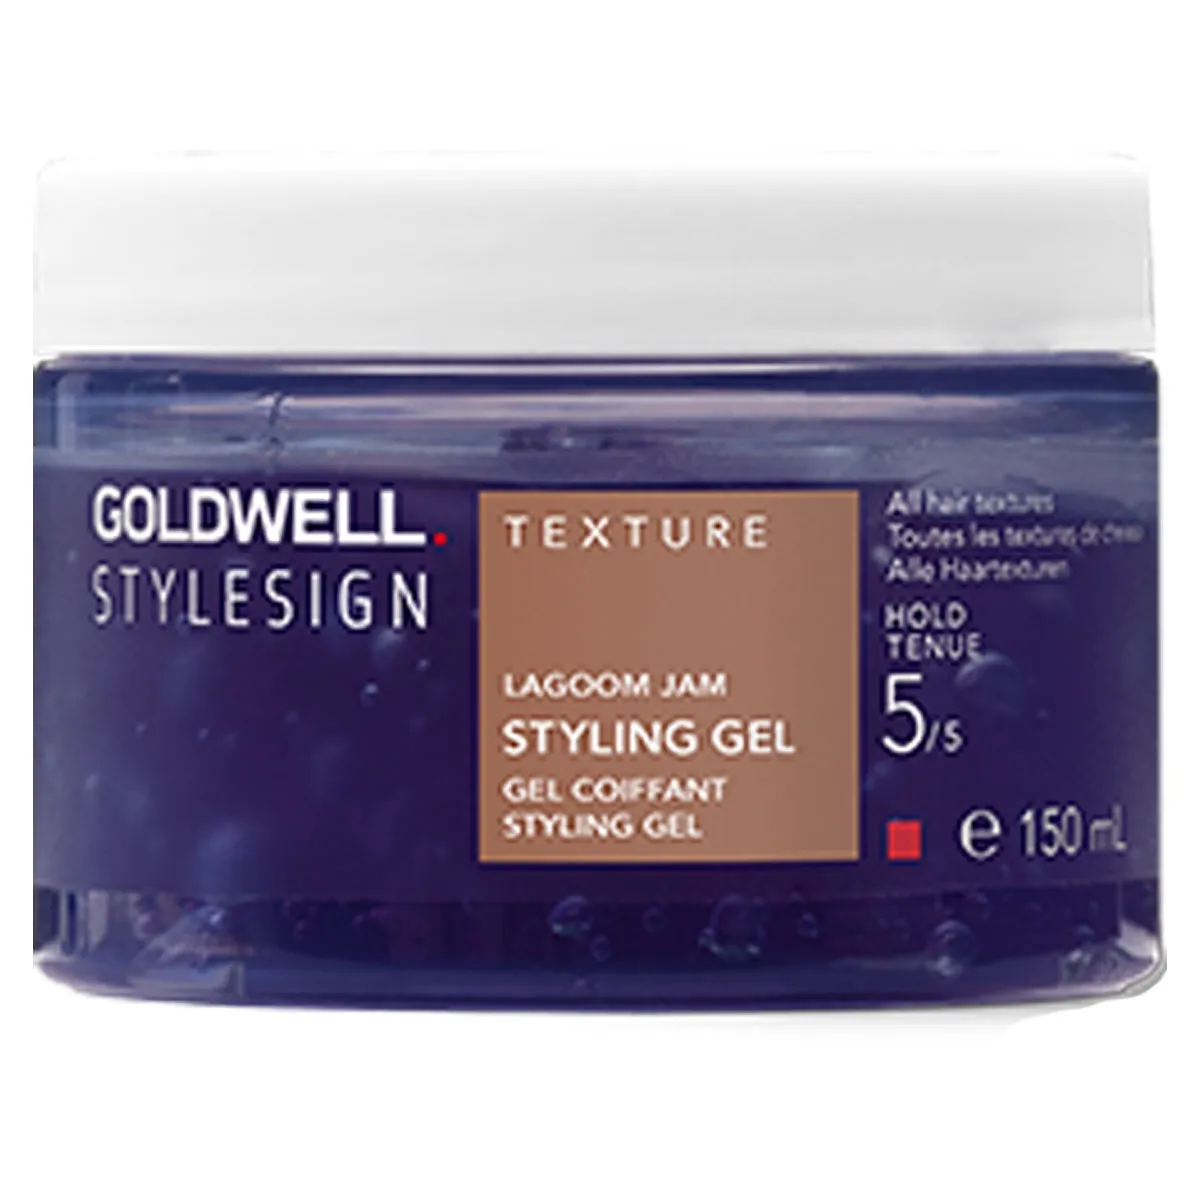 GOLDWELL.
STYLESIGN
TEXTURE
LAGOOM JAM
STYLING GEL
GEL COIFFANT
STYLING GEL
All hair textures
Toutes les textures de
Alle Haartexturen
HOLD
TENUE
5/5
e 150 mL